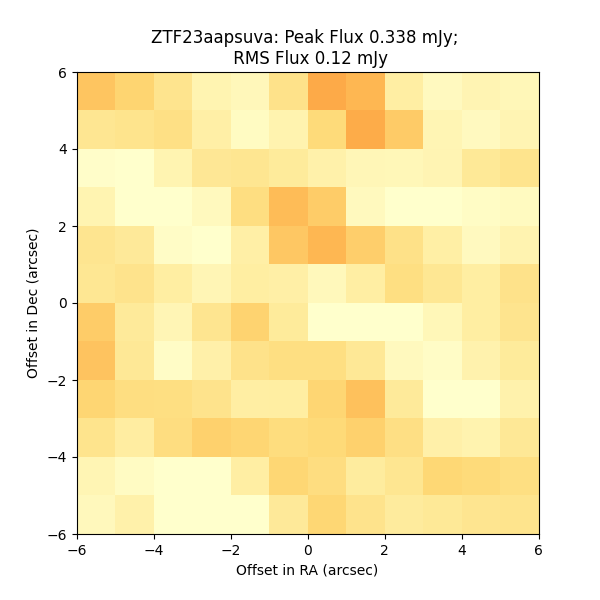 ZTF23aapsuva: Peak Flux 0.338 mJy;
RMS Flux 0.12 mJy
6
4
2
0
−2
−4
−6
Offset in Dec (arcsec)
−6 −4 −2 0 2 4 6
Offset in RA (arcsec)